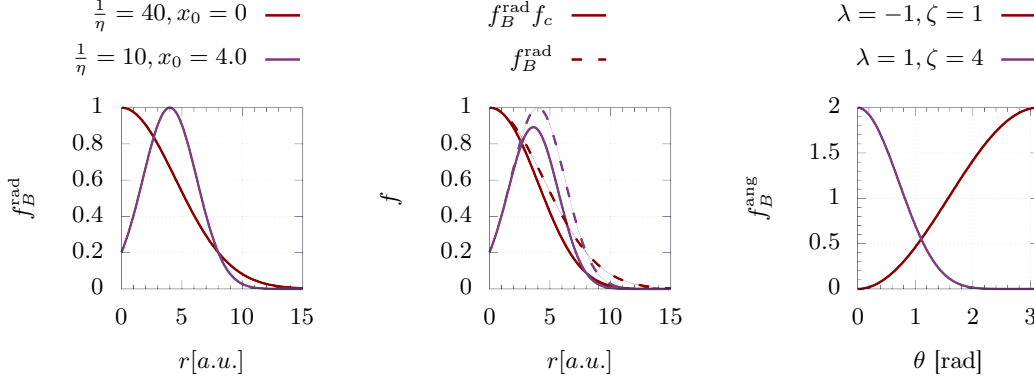 1/η = 40, x₀ = 0
1/η = 10, x₀ = 4.0
f_B^rad
1
0.8
0.6
0.4
0.2
0
0 5 10 15
r[a.u.]
f_B^rad f_c
f_B^rad
f
1
0.8
0.6
0.4
0.2
0
0 5 10 15
r[a.u.]
λ = −1, ζ = 1
λ = 1, ζ = 4
f_B^ang
2
1.5
1
0.5
0
0 1 2 3
θ [rad]